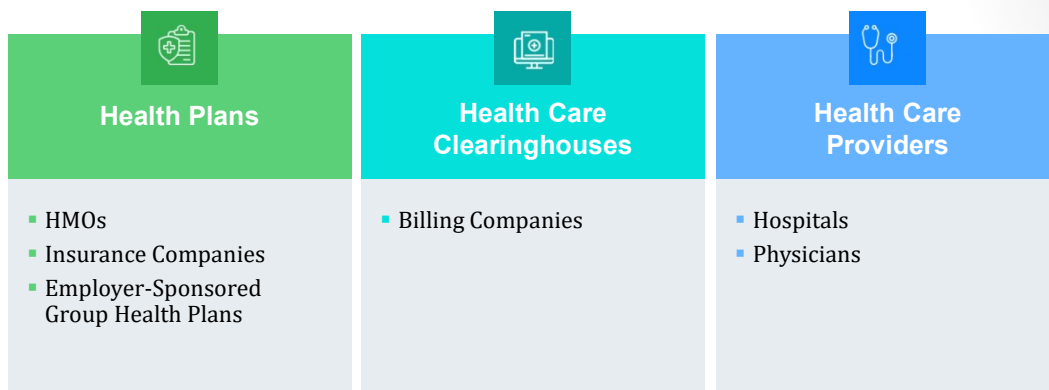 Health Plans
HMOs
Insurance Companies
Employer-Sponsored
Group Health Plans
Health Care
Clearinghouses
Billing Companies
Health Care
Providers
Hospitals
Physicians